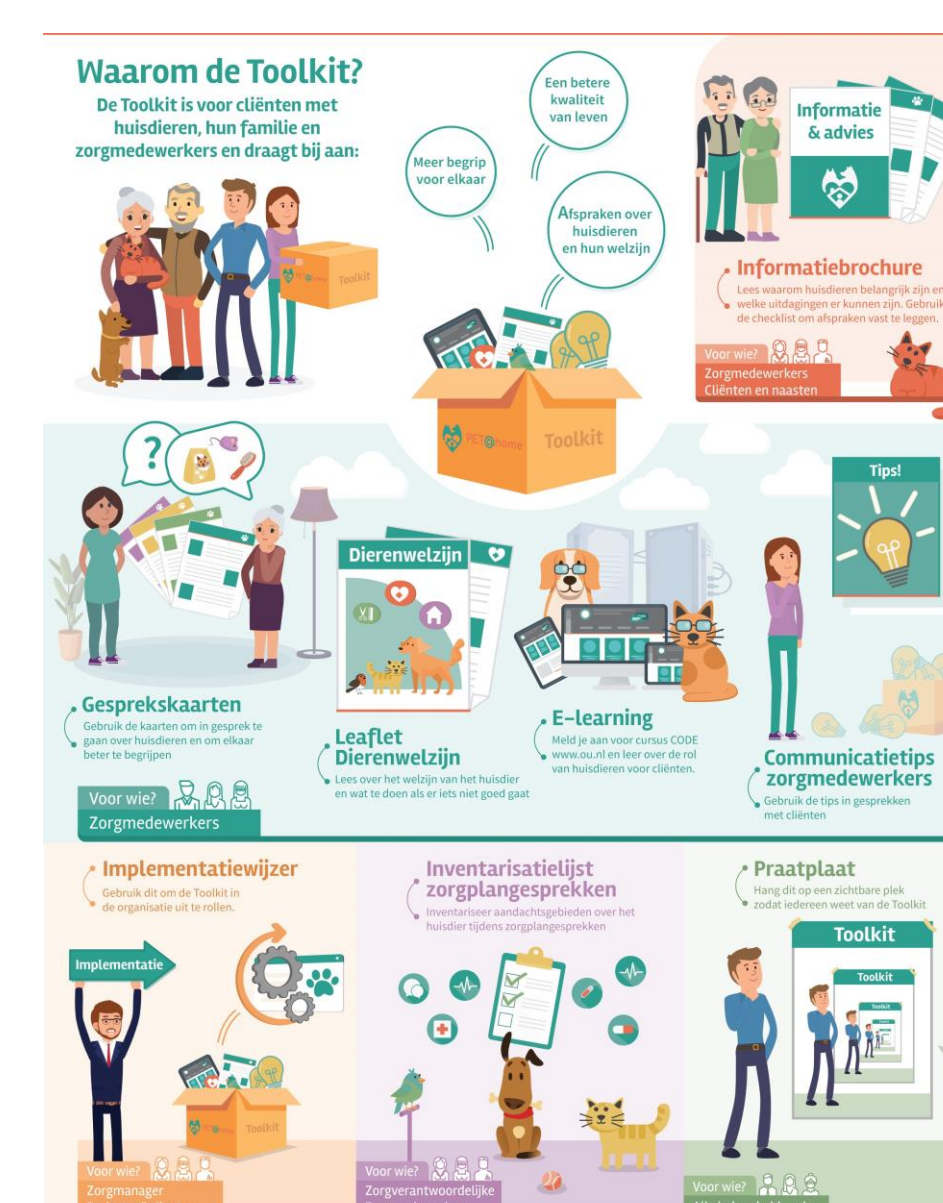 Waarom de Toolkit?
De Toolkit is voor cliënten met
huisdieren, hun familie en
zorgmedewerkers en draagt bij aan:
Meer begrip
voor elkaar
Een betere
kwaliteit
van leven
Afspraken over
huisdieren
en hun welzijn
Toolkit
PET@home Toolkit
Informatie
& advies
Informatiebrochure
Lees waarom huisdieren belangrijk zijn en
welke uitdagingen er kunnen zijn. Gebruik
de checklist om afspraken vast te leggen.
Voor wie?
Zorgmedewerkers
Cliënten en naasten
?
Gesprekskaarten
Gebruik de kaarten om in gesprek te
gaan over huisdieren en om elkaar
beter te begrijpen
Voor wie?
Zorgmedewerkers
Dierenwelzijn
Leaflet
Dierenwelzijn
Lees over het welzijn van het huisdier
en wat te doen als er iets niet goed gaat
E-learning
Meld je aan voor cursus CODE
www.ou.nl en leer over de rol
van huisdieren voor cliënten.
Tips!
Communicatietips
zorgmedewerkers
Gebruik de tips in gesprekken
met cliënten
Implementatiewijzer
Gebruik dit om de Toolkit in
de organisatie uit te rollen.
Implementatie
Toolkit
Voor wie?
Zorgmanager
Inventarisatielijst
zorgplangesprekken
Inventariseer aandachtsgebieden over het
huisdier tijdens zorgplangesprekken
Voor wie?
Zorgverantwoordelijke
Praatplaat
Hang dit op een zichtbare plek
zodat iedereen weet van de Toolkit
Toolkit
Toolkit
Toolkit
Voor wie?